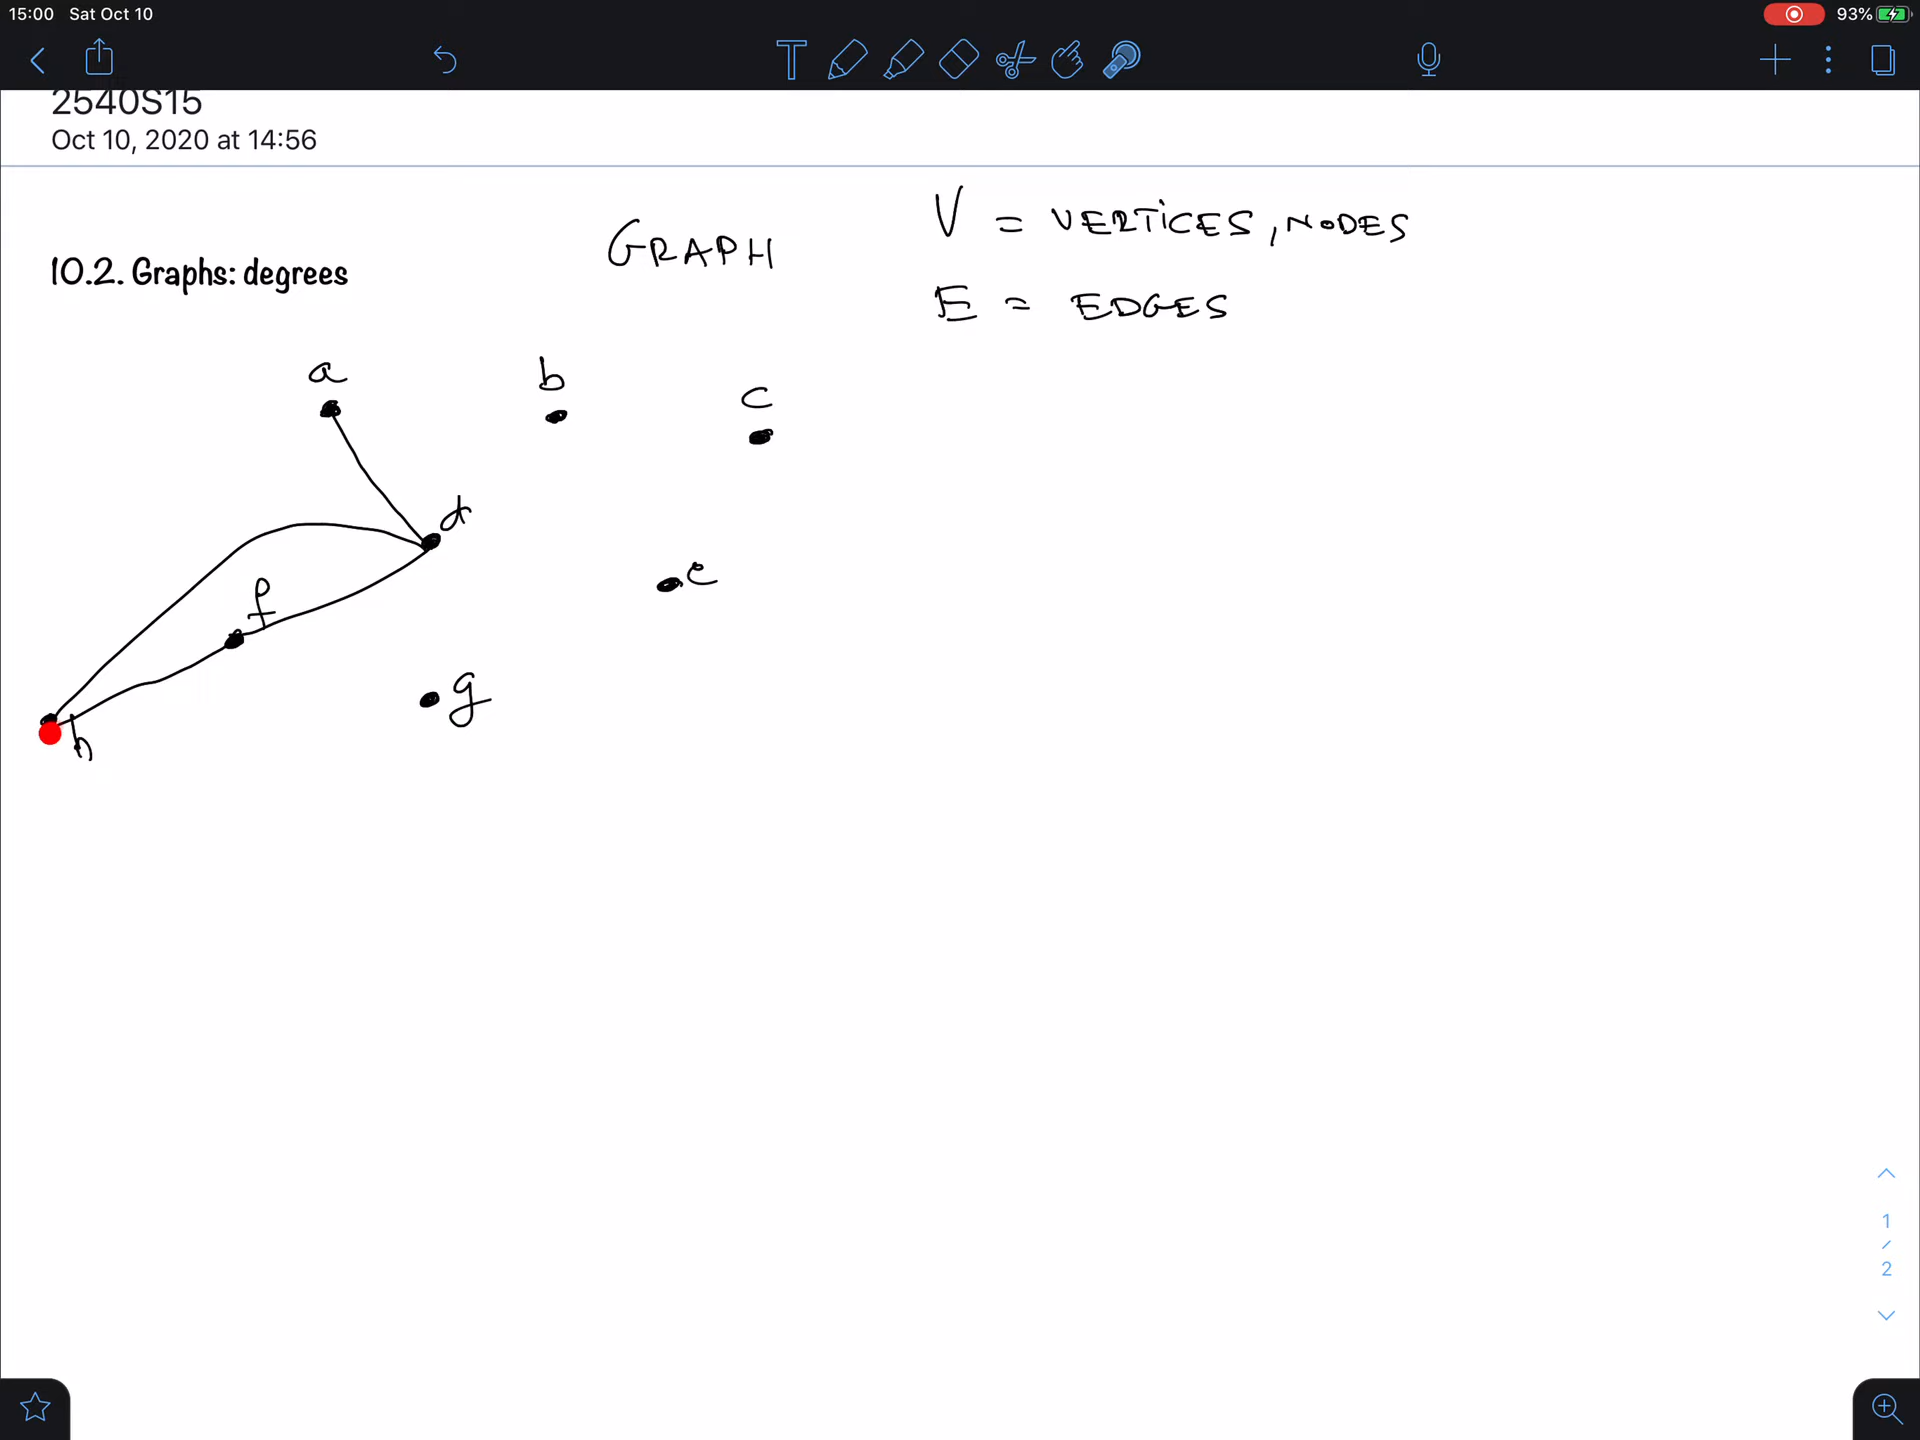 15:00 Sat Oct 10
93%
2540S15
Oct 10, 2020 at 14:56
V = VERTICES, NODES
GRAPH
10.2. Graphs: degrees
E = EDGES
a
b
c
d
e
f
g
h
1
/
2